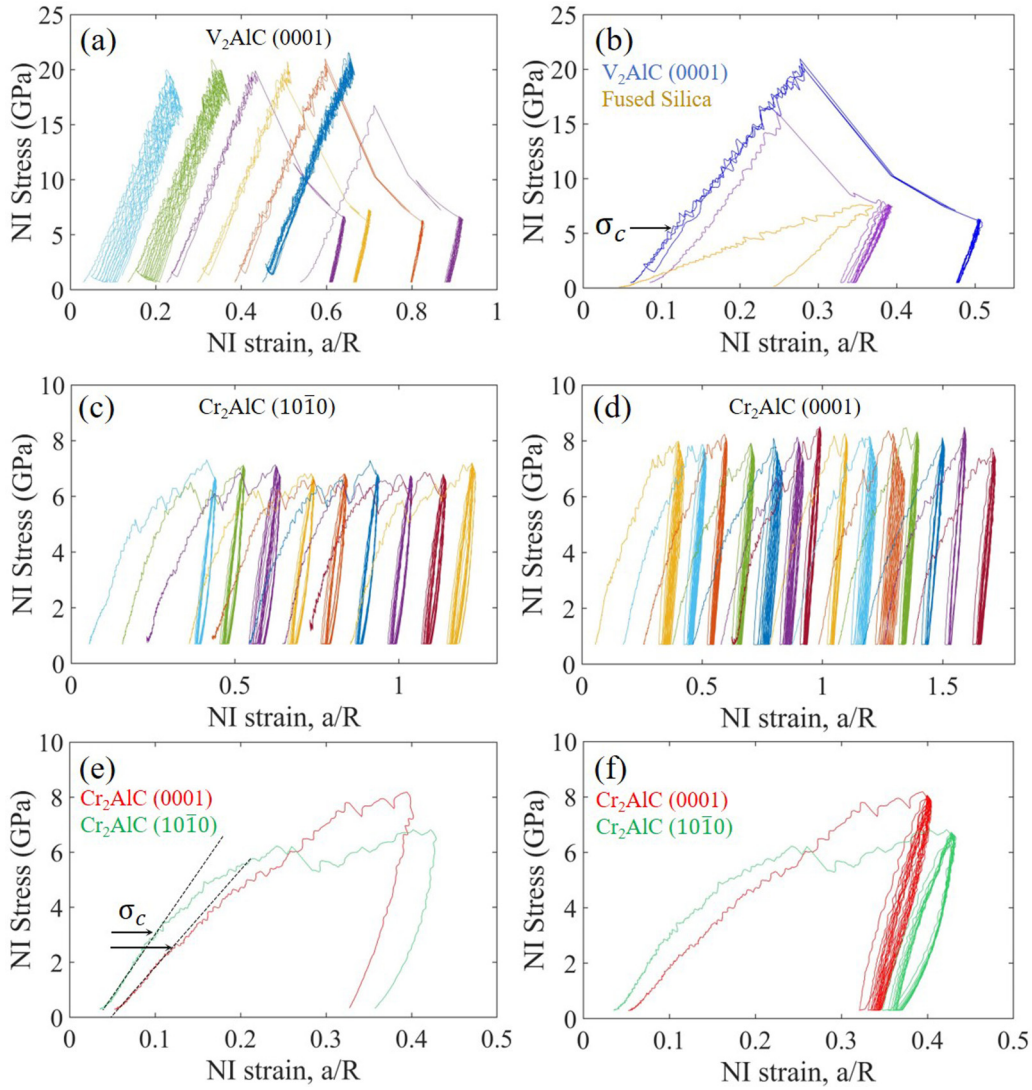 (a)
V₂AlC (0001)
25
20
15
10
5
0
NI Stress (GPa)
0
0.2
0.4
0.6
0.8
1
NI strain, a/R
(b)
V₂AlC (0001)
Fused Silica
σc
25
20
15
10
5
0
NI Stress (GPa)
0
0.1
0.2
0.3
0.4
0.5
NI strain, a/R
(c)
Cr₂AlC (101̄0)
10
8
6
4
2
0
NI Stress (GPa)
0
0.5
1
NI strain, a/R
(d)
Cr₂AlC (0001)
10
8
6
4
2
0
NI Stress (GPa)
0
0.5
1
1.5
NI strain, a/R
(e)
Cr₂AlC (0001)
Cr₂AlC (101̄0)
σc
10
8
6
4
2
0
NI Stress (GPa)
0
0.1
0.2
0.3
0.4
0.5
NI strain, a/R
(f)
Cr₂AlC (0001)
Cr₂AlC (101̄0)
10
8
6
4
2
0
NI Stress (GPa)
0
0.1
0.2
0.3
0.4
0.5
NI strain, a/R